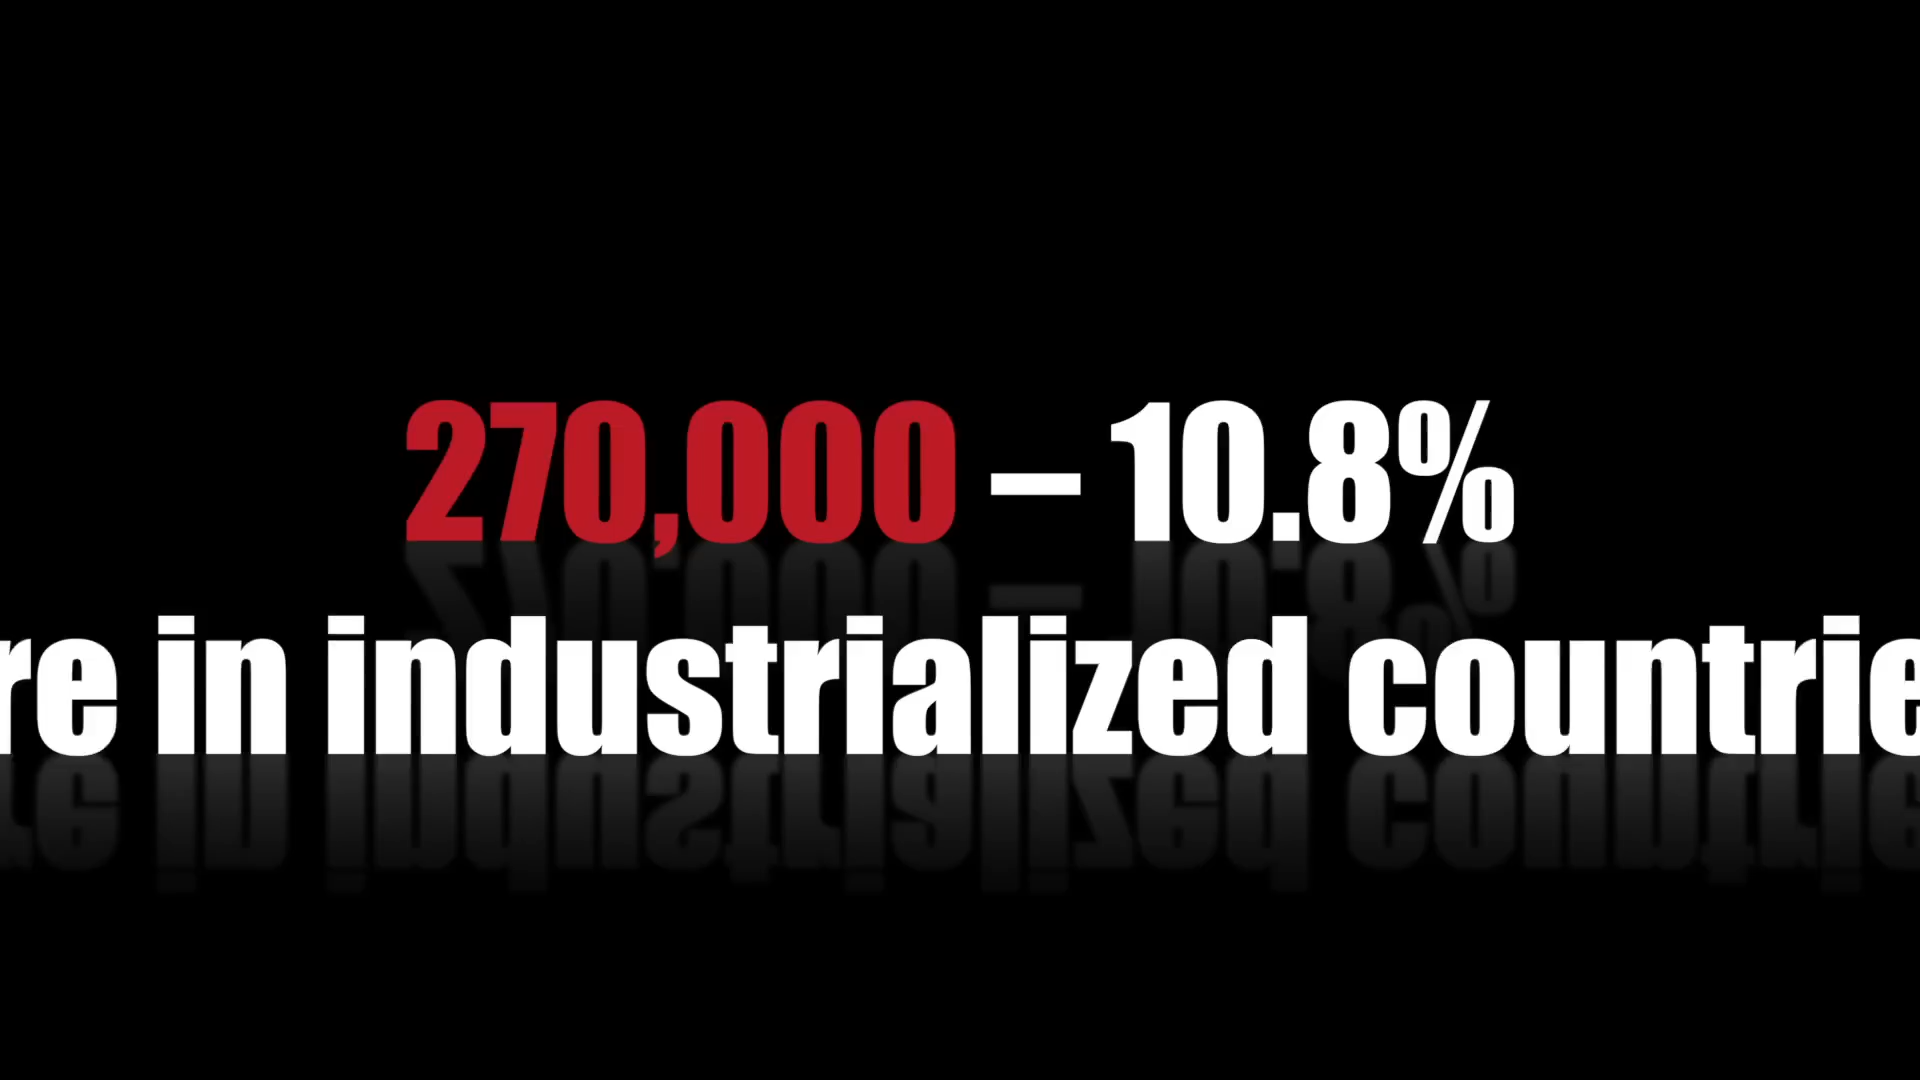 270,000 – 10.8%
re in industrialized countrie